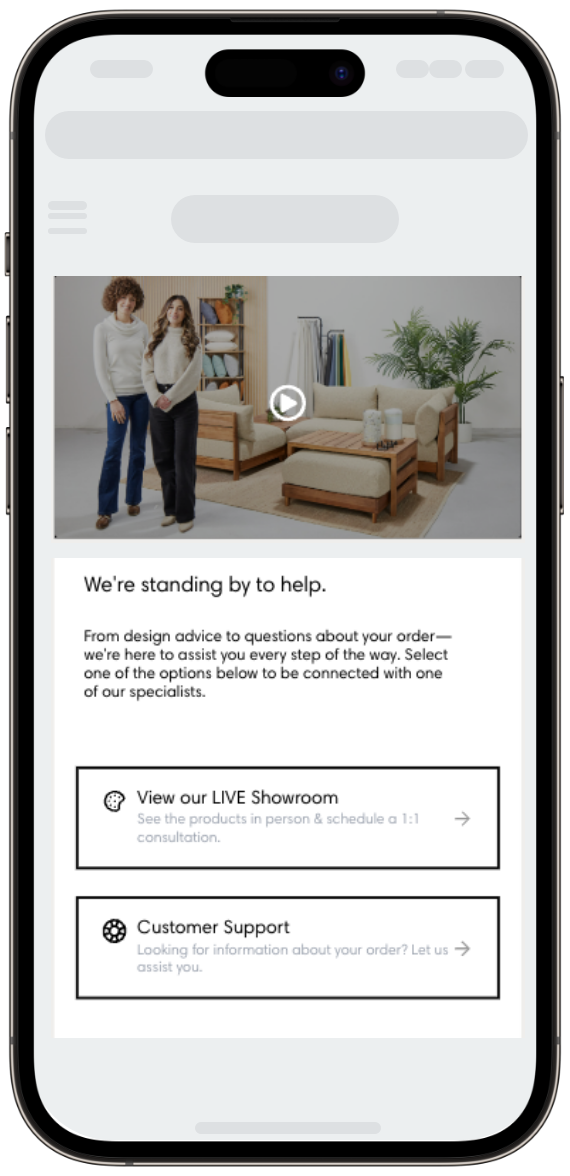 We're standing by to help.
From design advice to questions about your order—
we're here to assist you every step of the way. Select
one of the options below to be connected with one
of our specialists.
View our LIVE Showroom
See the products in person & schedule a 1:1
consultation.
Customer Support
Looking for information about your order? Let us
assist you.